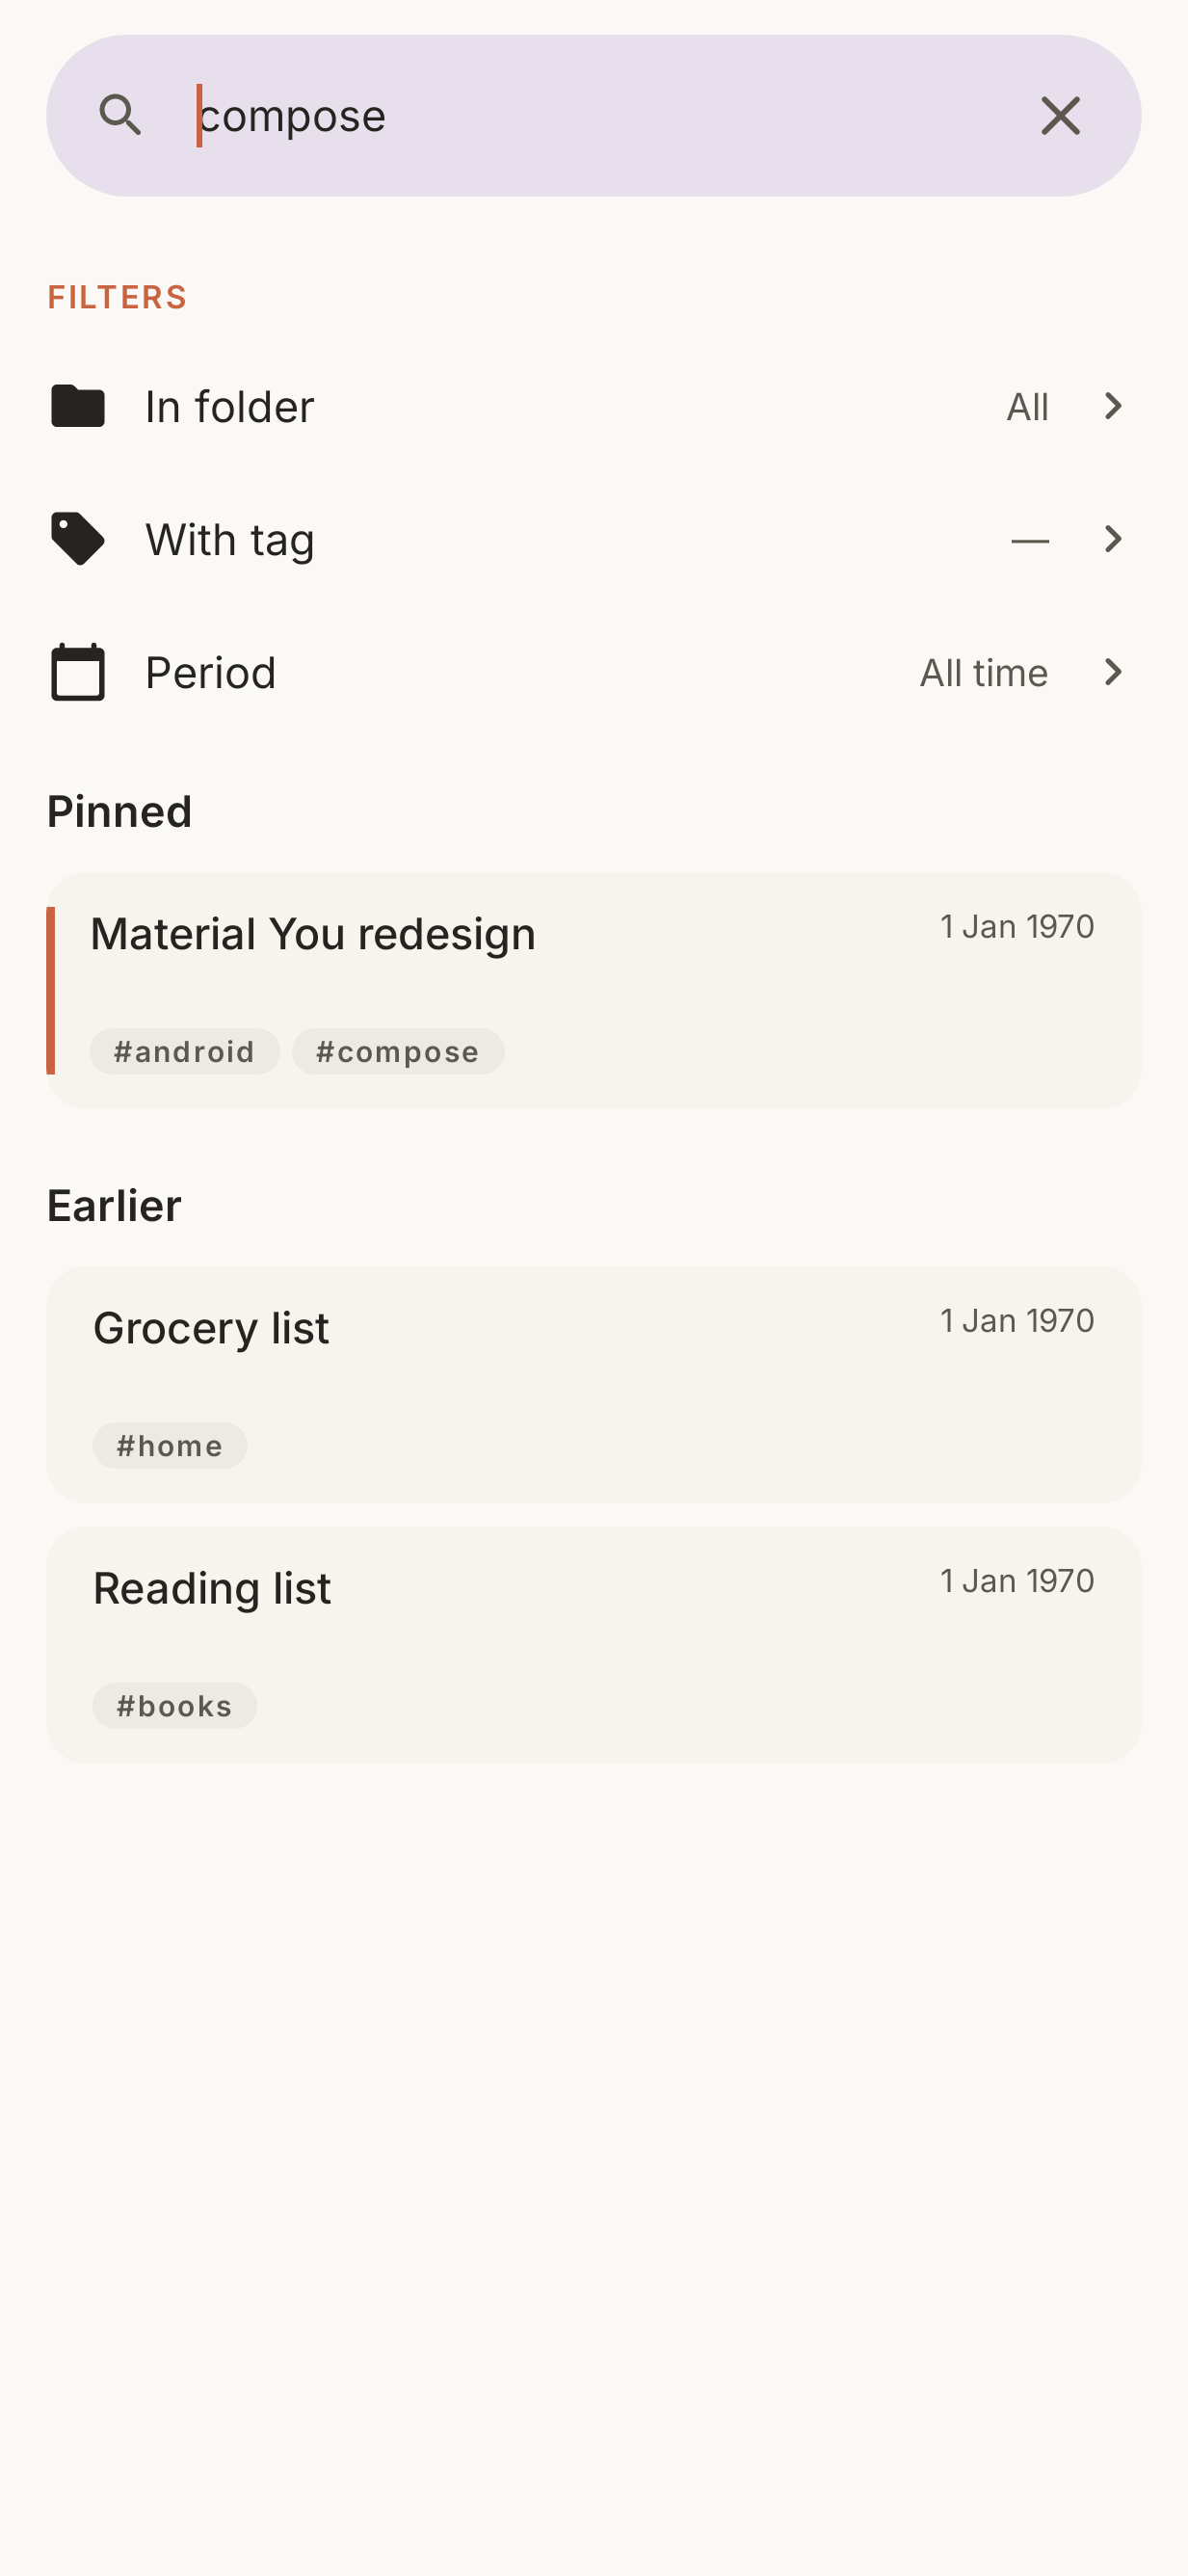 compose
FILTERS
In folder All
With tag —
Period All time
Pinned
Material You redesign 1 Jan 1970
#android #compose
Earlier
Grocery list 1 Jan 1970
#home
Reading list 1 Jan 1970
#books